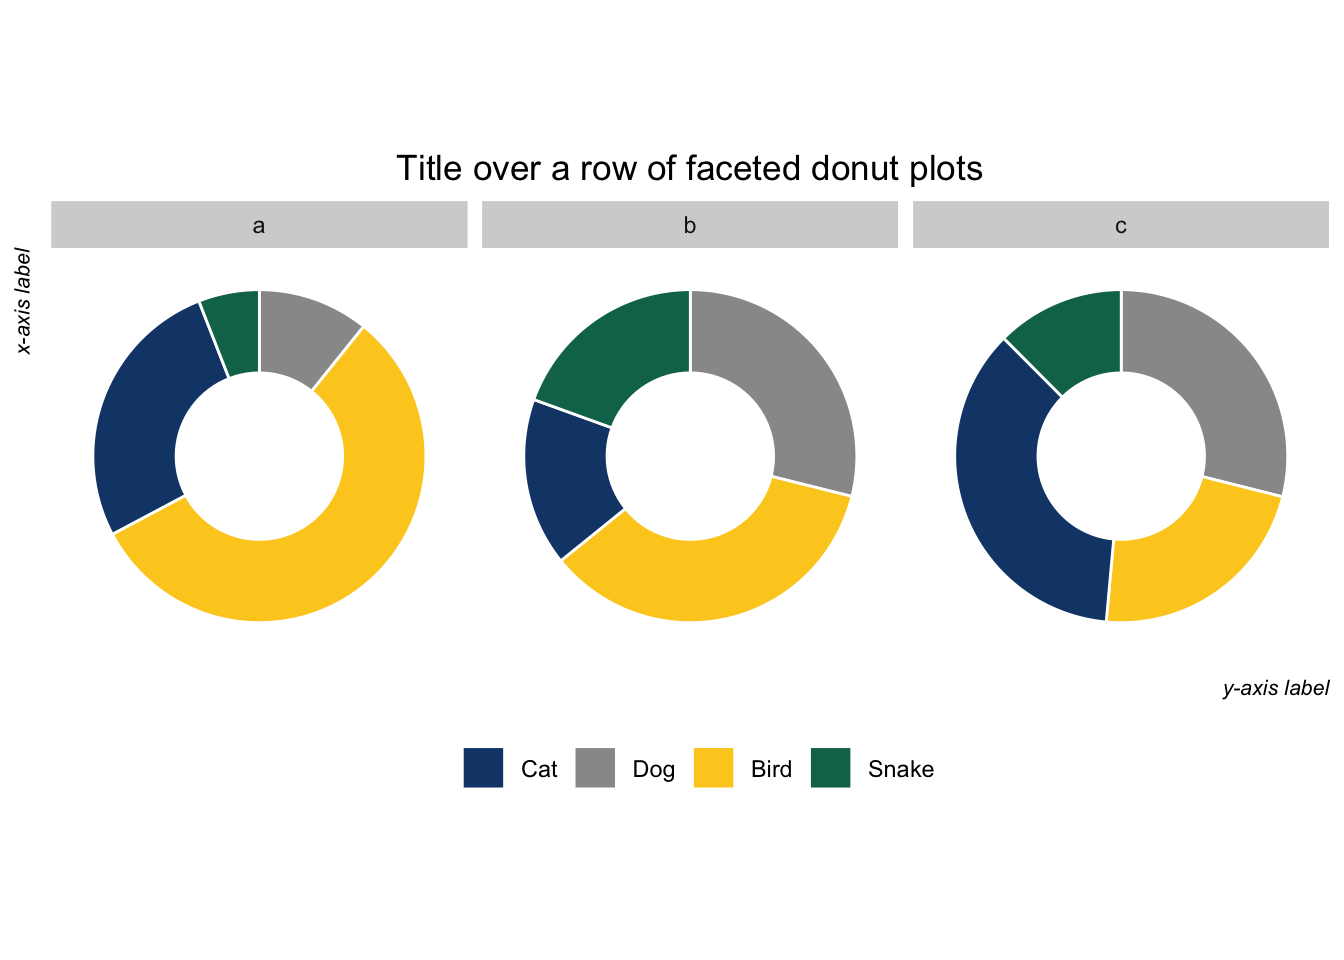 Title over a row of faceted donut plots
a
b
c
x-axis label
y-axis label
Cat
Dog
Bird
Snake